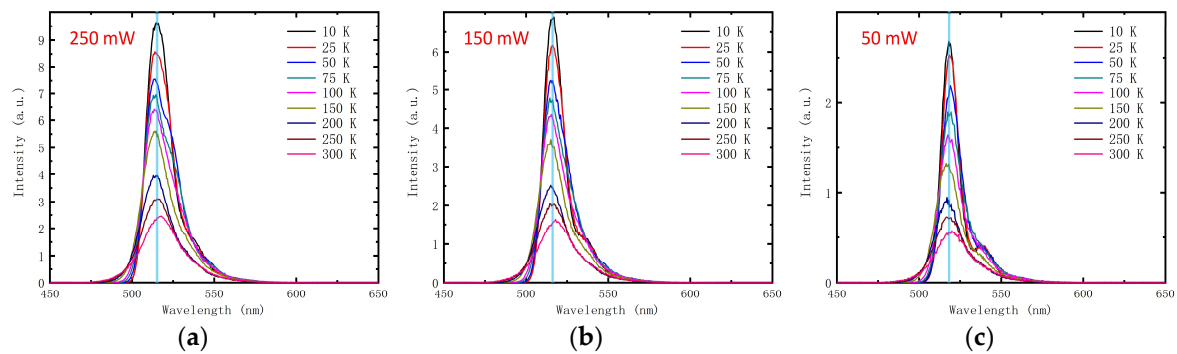 250 mW
10 K
25 K
50 K
75 K
100 K
150 K
200 K
250 K
300 K
9
8
7
6
5
4
3
2
1
0
Intensity (a.u.)
450 500 550 600 650
Wavelength (nm)
(a)
150 mW
10 K
25 K
50 K
75 K
100 K
150 K
200 K
250 K
300 K
6
5
4
3
2
1
0
Intensity (a.u.)
450 500 550 600 650
Wavelength (nm)
(b)
50 mW
10 K
25 K
50 K
75 K
100 K
150 K
200 K
250 K
300 K
2
1
0
Intensity (a.u.)
450 500 550 600 650
Wavelength (nm)
(c)